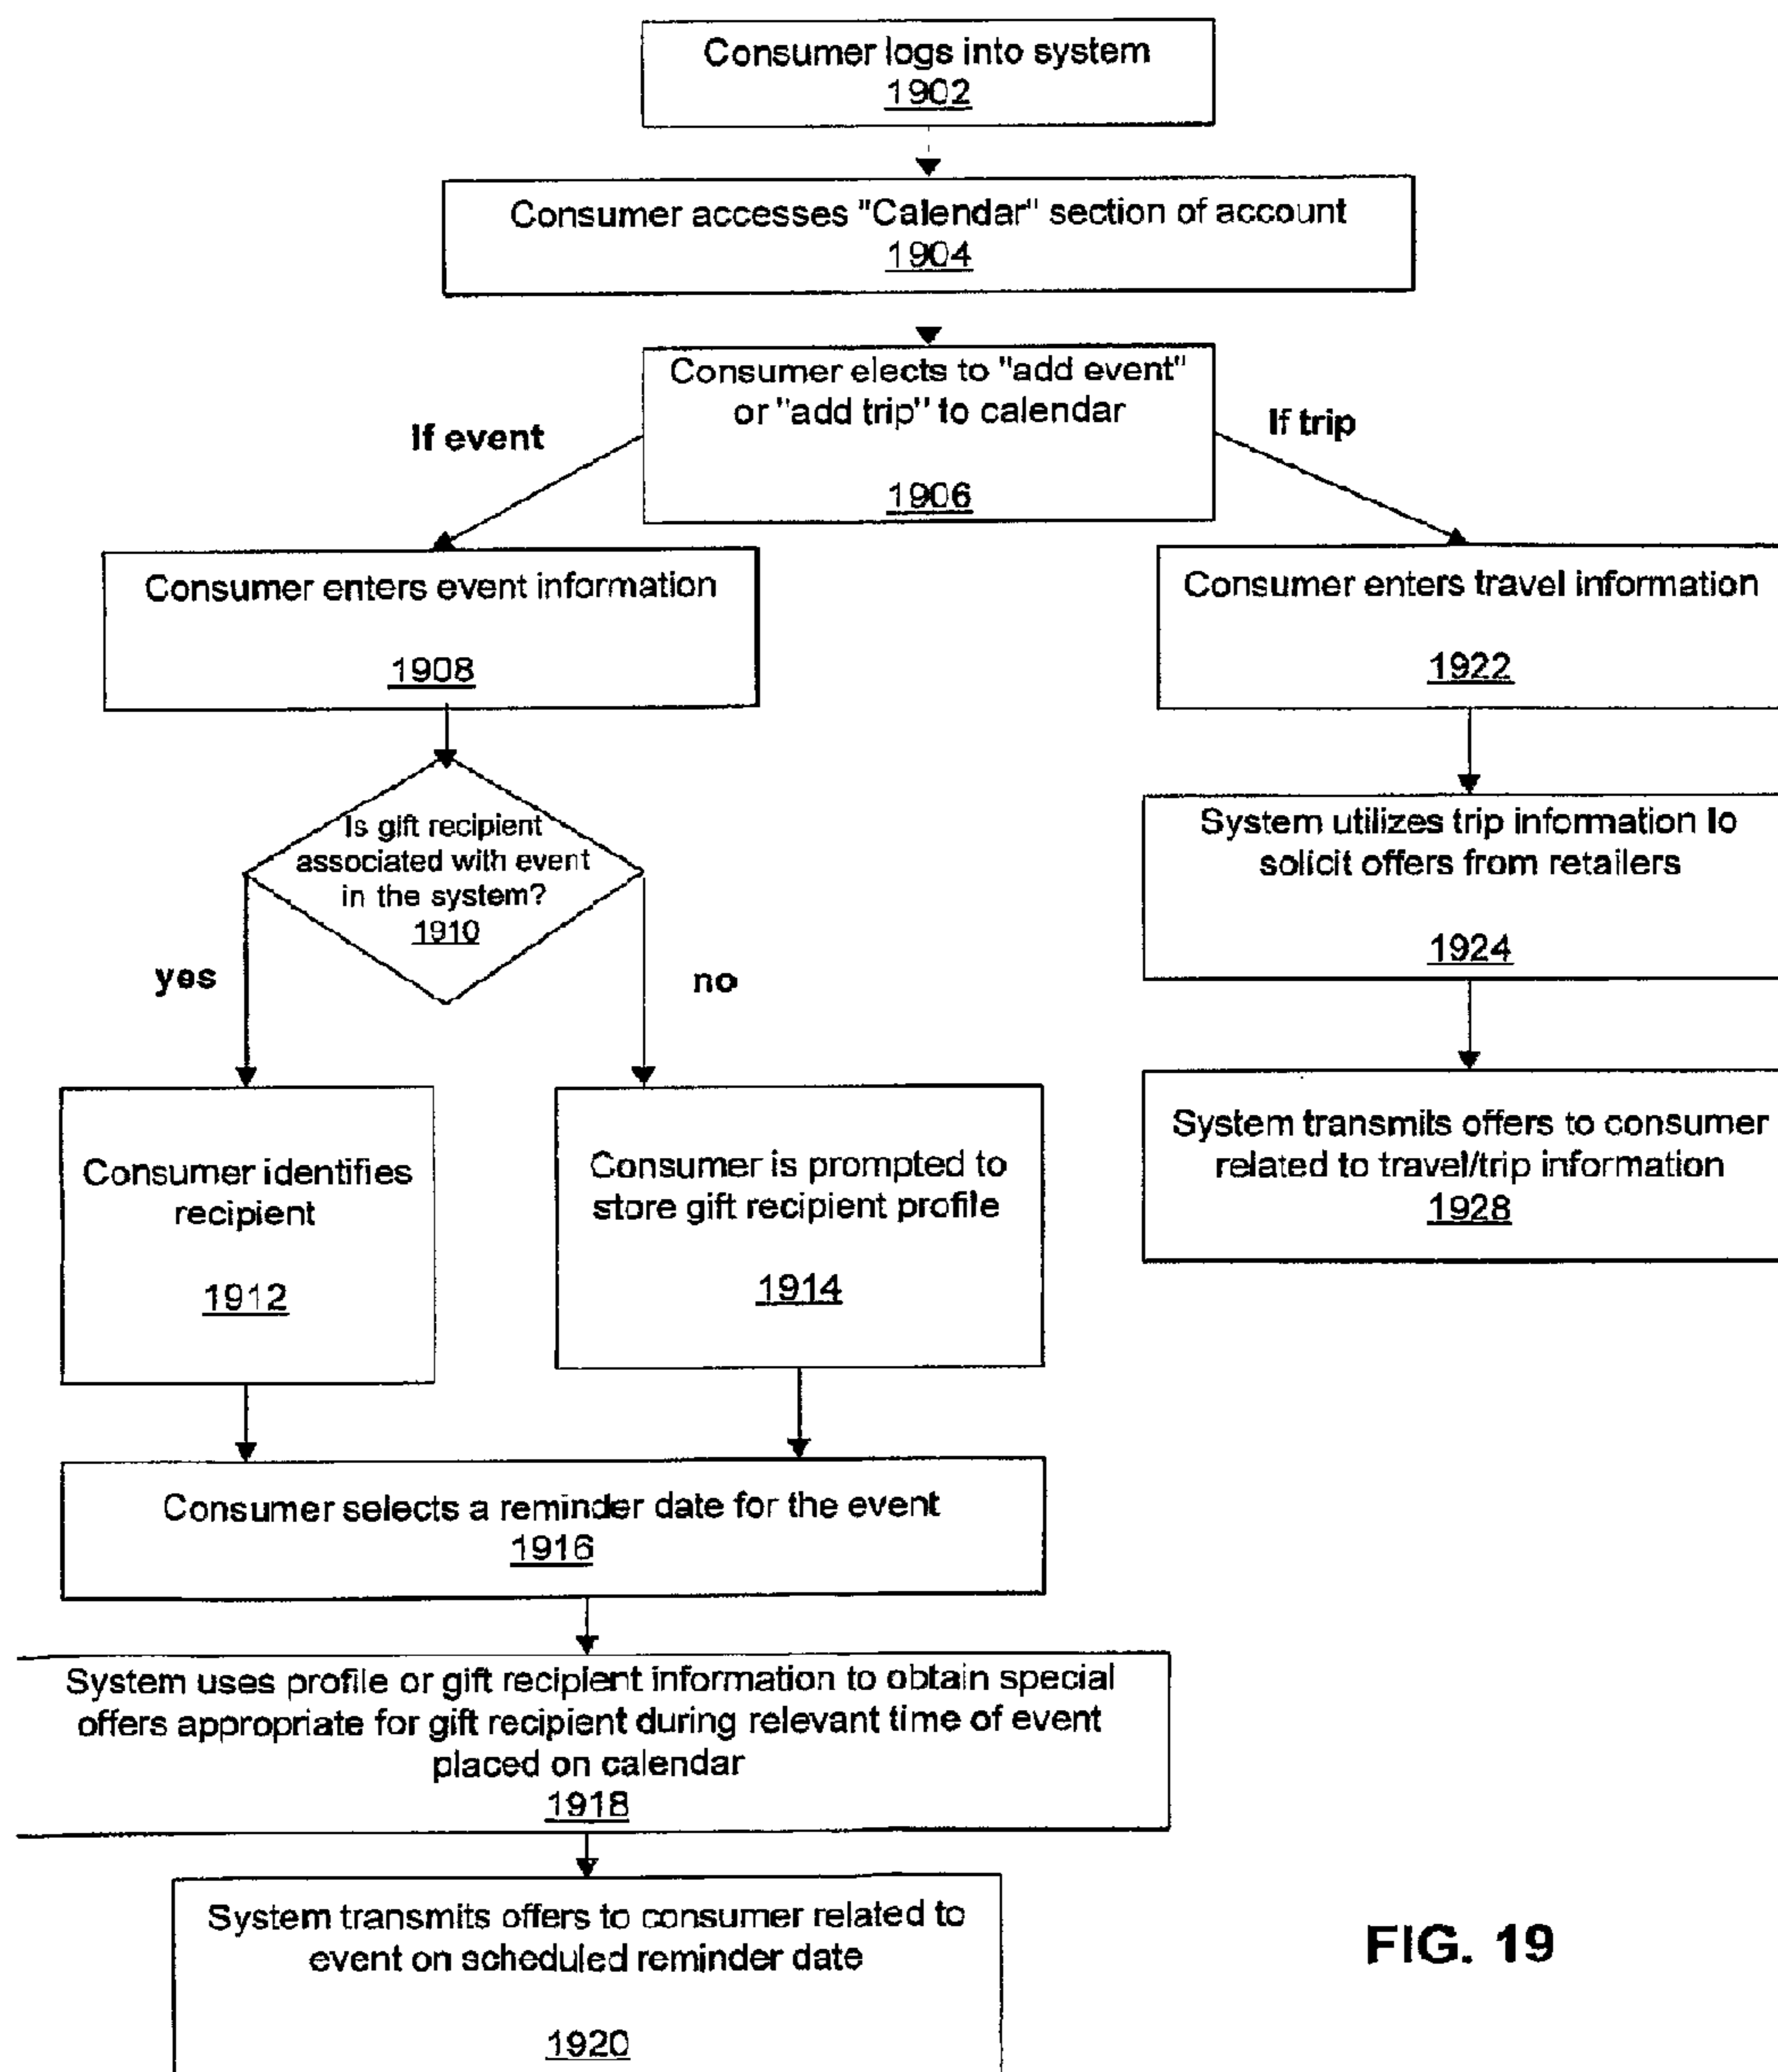 Consumer logs into system
1902
Consumer accesses "Calendar" section of account
1904
Consumer elects to "add event"
or "add trip" to calendar
1906
If event
If trip
Consumer enters event information
1908
Is gift recipient
associated with event
in the system?
1910
yes
no
Consumer identifies
recipient
1912
Consumer is prompted to
store gift recipient profile
1914
Consumer selects a reminder date for the event
1916
System uses profile or gift recipient information to obtain special
offers appropriate for gift recipient during relevant time of event
placed on calendar
1918
System transmits offers to consumer related to
event on scheduled reminder date
1920
Consumer enters travel information
1922
System utilizes trip information to
solicit offers from retailers
1924
System transmits offers to consumer
related to travel/trip information
1928
FIG. 19